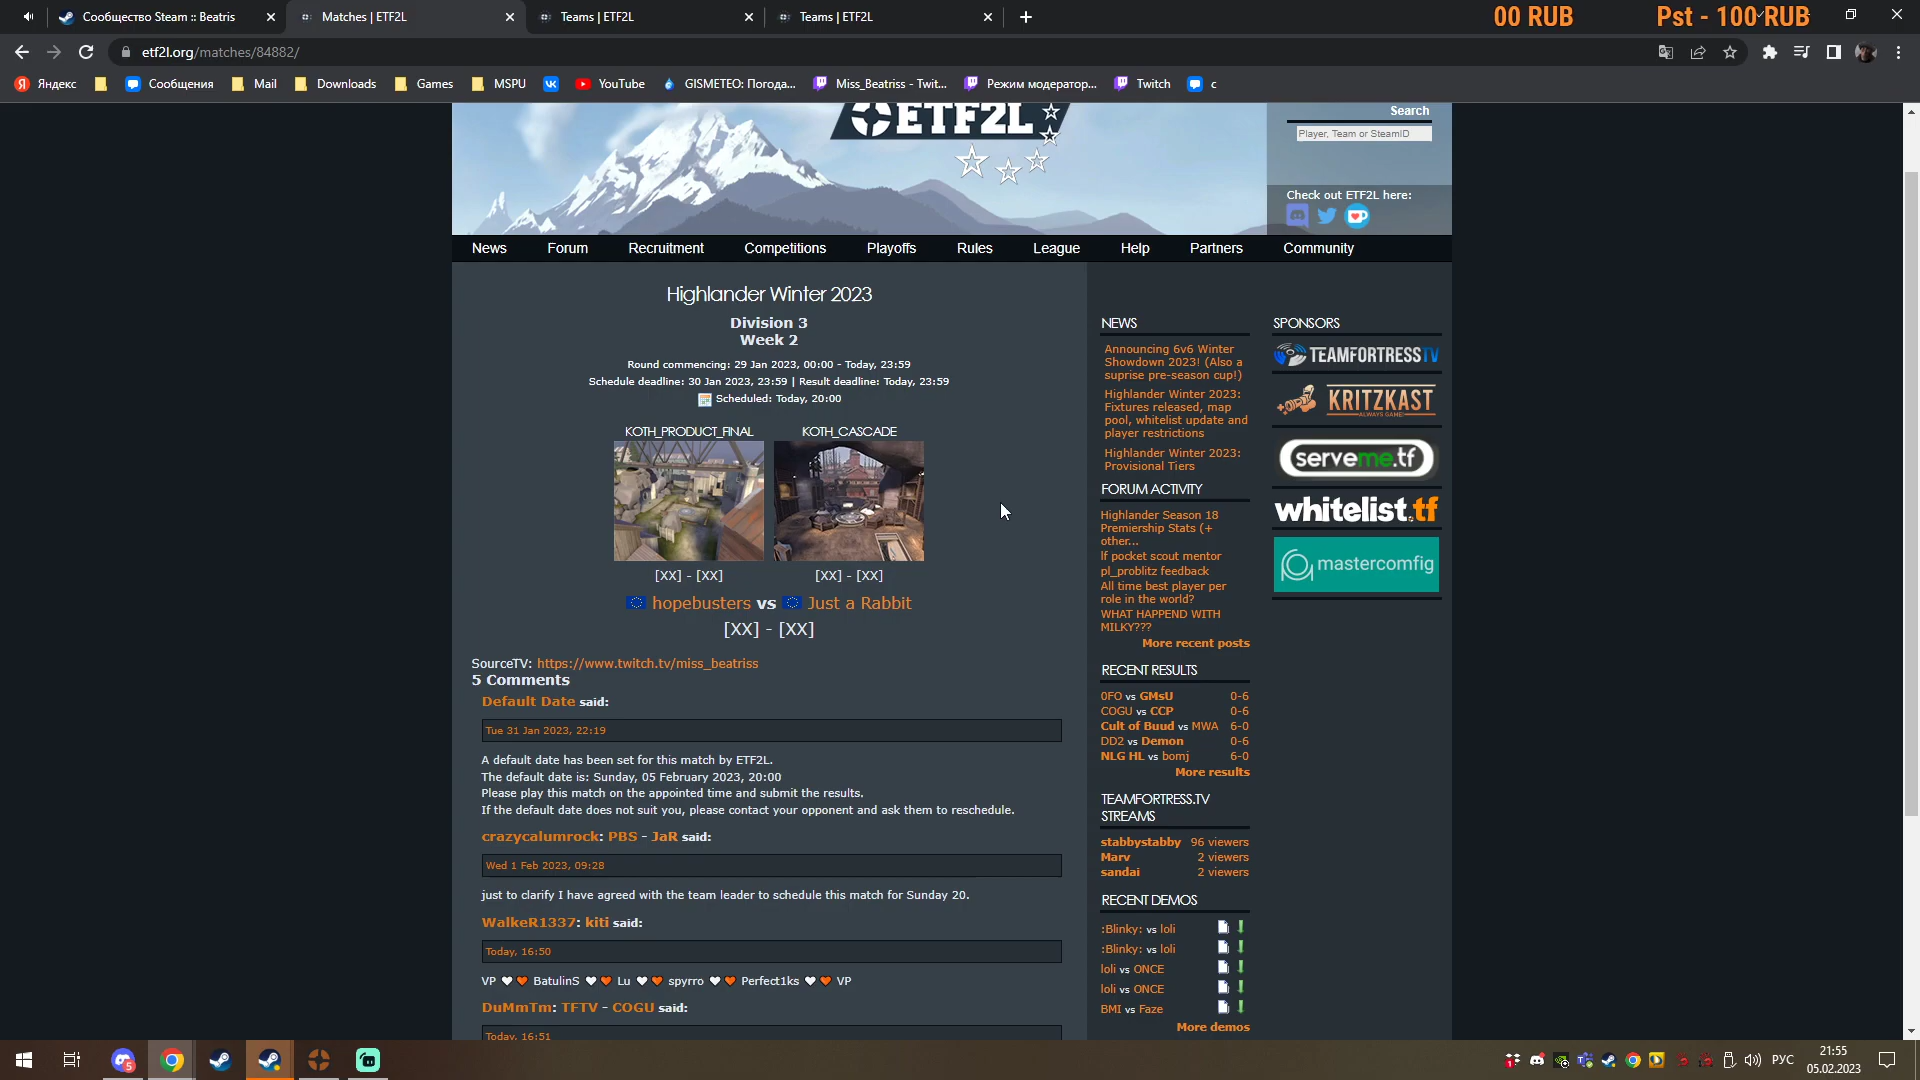 Сообщество Steam :: Beatris
Matches | ETF2L
Teams | ETF2L
Teams | ETF2L
00 RUB
Pst - 100 RUB
etf2l.org/matches/84882/
Яндекс
Сообщения
Mail
Downloads
Games
MSPU
YouTube
GISMETEO: Погода...
Miss_Beatriss - Twit...
Режим модератор...
Twitch
с
ETF2L
Search
Player, Team or SteamID
Check out ETF2L here:
News
Forum
Recruitment
Competitions
Playoffs
Rules
League
Help
Partners
Community
Highlander Winter 2023
Division 3
Week 2
Round commencing: 29 Jan 2023, 00:00 - Today, 23:59
Schedule deadline: 30 Jan 2023, 23:59 | Result deadline: Today, 23:59
Scheduled: Today, 20:00
KOTH_PRODUCT_FINAL
KOTH_CASCADE
[XX] - [XX]
[XX] - [XX]
hopebusters vs Just a Rabbit
[XX] - [XX]
SourceTV: https://www.twitch.tv/miss_beatriss
5 Comments
Default Date said:
Tue 31 Jan 2023, 22:19
A default date has been set for this match by ETF2L.
The default date is: Sunday, 05 February 2023, 20:00
Please play this match on the appointed time and submit the results.
If the default date does not suit you, please contact your opponent and ask them to reschedule.
crazycalumrock: PBS - JaR said:
Wed 1 Feb 2023, 09:28
just to clarify I have agreed with the team leader to schedule this match for Sunday 20.
WalkeR1337: kiti said:
Today, 16:50
VP 🤍🧡 BatulinS 🤍🧡 Lu 🤍🧡 spyrro 🤍🧡 Perfect1ks 🤍🧡 VP
DuMmTm: TFTV - COGU said:
Today, 16:51
NEWS
Announcing 6v6 Winter
Showdown 2023! (Also a
suprise pre-season cup!)
Highlander Winter 2023:
Fixtures released, map
pool, whitelist update and
player restrictions
Highlander Winter 2023:
Provisional Tiers
FORUM ACTIVITY
Highlander Season 18
Premiership Stats (+
other...
lf pocket scout mentor
pl_problitz feedback
All time best player per
role in the world?
WHAT HAPPEND WITH
MILKY???
More recent posts
RECENT RESULTS
0FO vs GMsU 0-6
COGU vs CCP 0-6
Cult of Buud vs MWA 6-0
DD2 vs Demon 0-6
NLG HL vs bomj 6-0
More results
TEAMFORTRESS.TV
STREAMS
stabbystabby 96 viewers
Marv 2 viewers
sandai 2 viewers
RECENT DEMOS
:Blinky: vs loli
:Blinky: vs loli
loli vs ONCE
loli vs ONCE
BMI vs Faze
More demos
SPONSORS
TEAMFORTRESSTV
KRITZKAST
ALWAYS GAME!
serveme.tf
whitelist.tf
mastercomfig
5
1
РУС
21:55
05.02.2023